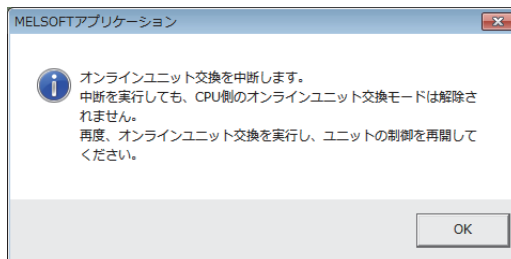 MELSOFTアプリケーション
オンラインユニット交換を中断します。
中断を実行しても、CPU側のオンラインユニット交換モードは解除さ
れません。
再度、オンラインユニット交換を実行し、ユニットの制御を再開して
ください。
OK